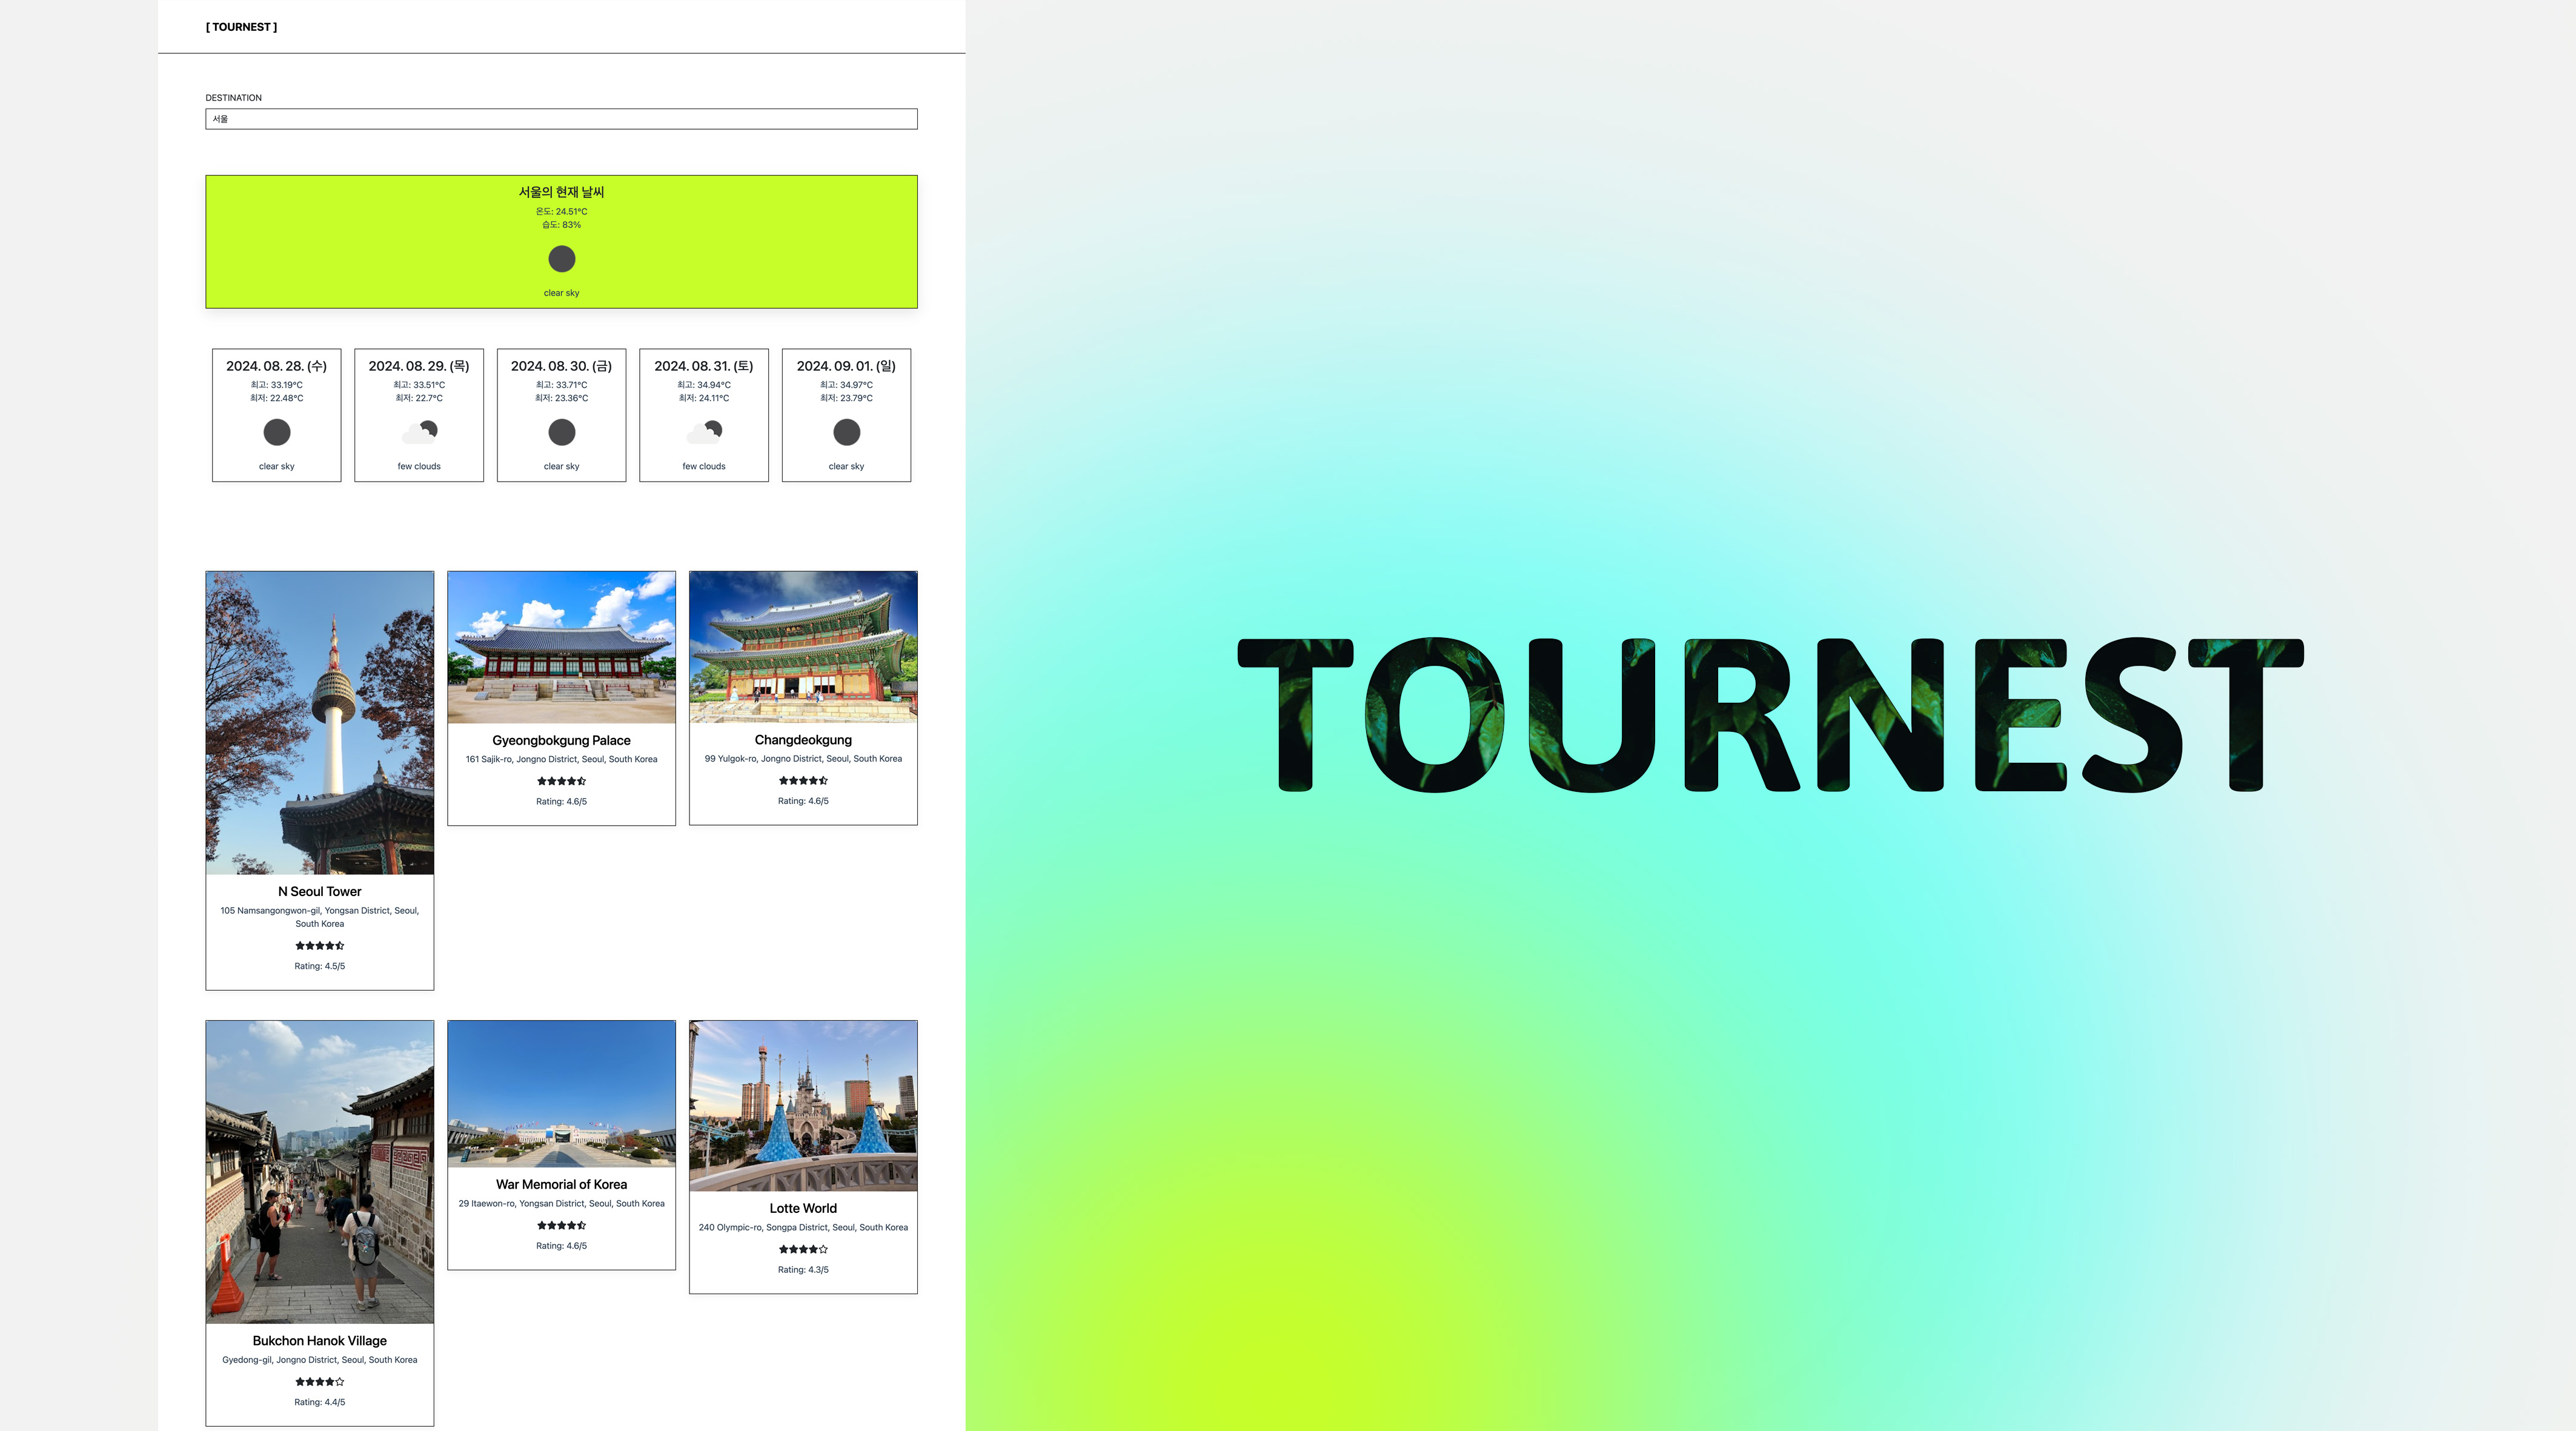 [ TOURNEST ]
DESTINATION
서울
서울의 현재 날씨
온도: 24.51°C
습도: 83%
clear sky
2024. 08. 28. (수)
최고: 33.19°C
최저: 22.48°C
clear sky
2024. 08. 29. (목)
최고: 33.51°C
최저: 22.7°C
few clouds
2024. 08. 30. (금)
최고: 33.71°C
최저: 23.36°C
clear sky
2024. 08. 31. (토)
최고: 34.94°C
최저: 24.11°C
few clouds
2024. 09. 01. (일)
최고: 34.97°C
최저: 23.79°C
clear sky
N Seoul Tower
105 Namsangongwon-gil, Yongsan District, Seoul,
South Korea
Rating: 4.5/5
Gyeongbokgung Palace
161 Sajik-ro, Jongno District, Seoul, South Korea
Rating: 4.6/5
Changdeokgung
99 Yulgok-ro, Jongno District, Seoul, South Korea
Rating: 4.6/5
Bukchon Hanok Village
Gyedong-gil, Jongno District, Seoul, South Korea
Rating: 4.4/5
War Memorial of Korea
29 Itaewon-ro, Yongsan District, Seoul, South Korea
Rating: 4.6/5
Lotte World
240 Olympic-ro, Songpa District, Seoul, South Korea
Rating: 4.3/5
TOURNEST